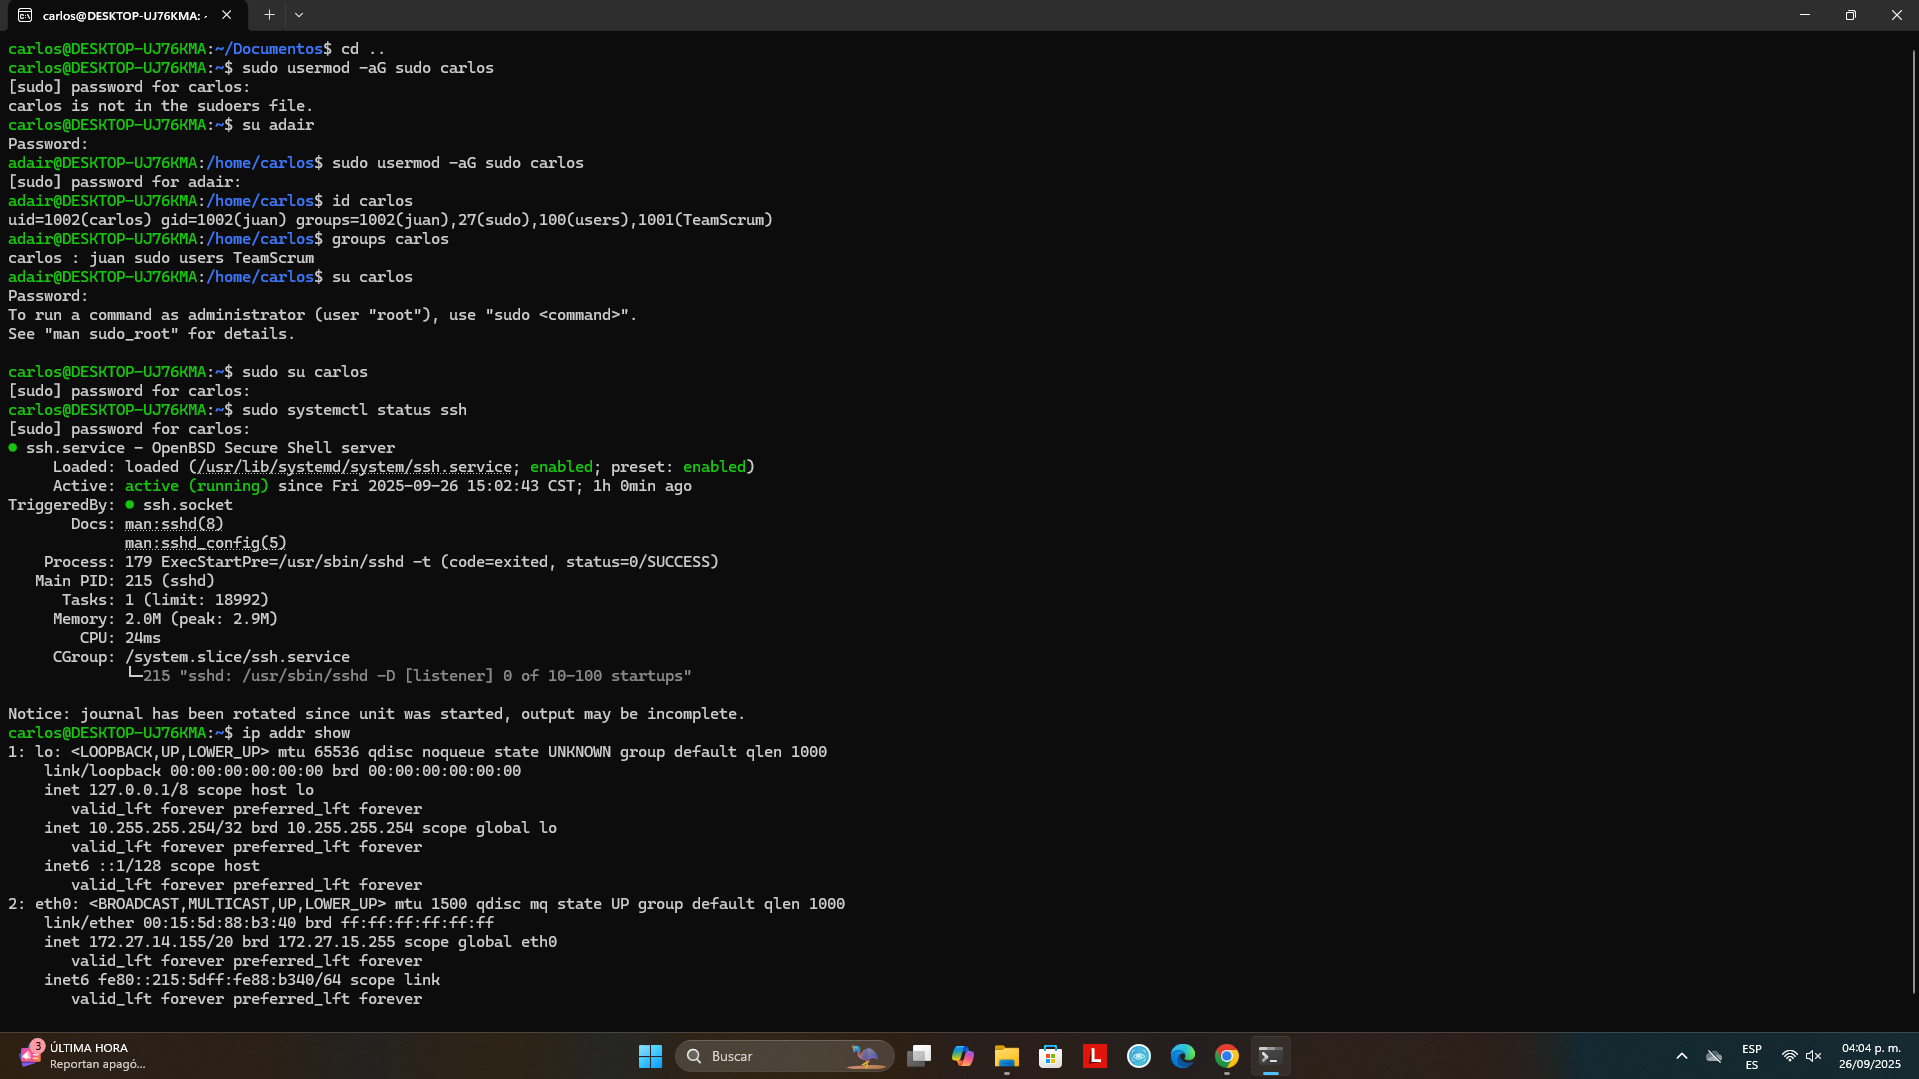 carlos@DESKTOP-UJ76KMA: ~
carlos@DESKTOP-UJ76KMA:~/Documentos$ cd ..
carlos@DESKTOP-UJ76KMA:~$ sudo usermod -aG sudo carlos
[sudo] password for carlos:
carlos is not in the sudoers file.
carlos@DESKTOP-UJ76KMA:~$ su adair
Password:
adair@DESKTOP-UJ76KMA:/home/carlos$ sudo usermod -aG sudo carlos
[sudo] password for adair:
adair@DESKTOP-UJ76KMA:/home/carlos$ id carlos
uid=1002(carlos) gid=1002(juan) groups=1002(juan),27(sudo),100(users),1001(TeamScrum)
adair@DESKTOP-UJ76KMA:/home/carlos$ groups carlos
carlos : juan sudo users TeamScrum
adair@DESKTOP-UJ76KMA:/home/carlos$ su carlos
Password:
To run a command as administrator (user "root"), use "sudo <command>".
See "man sudo_root" for details.
carlos@DESKTOP-UJ76KMA:~$ sudo su carlos
[sudo] password for carlos:
carlos@DESKTOP-UJ76KMA:~$ sudo systemctl status ssh
[sudo] password for carlos:
● ssh.service - OpenBSD Secure Shell server
Loaded: loaded (/usr/lib/systemd/system/ssh.service; enabled; preset: enabled)
Active: active (running) since Fri 2025-09-26 15:02:43 CST; 1h 0min ago
TriggeredBy: ● ssh.socket
Docs: man:sshd(8)
man:sshd_config(5)
Process: 179 ExecStartPre=/usr/sbin/sshd -t (code=exited, status=0/SUCCESS)
Main PID: 215 (sshd)
Tasks: 1 (limit: 18992)
Memory: 2.0M (peak: 2.9M)
CPU: 24ms
CGroup: /system.slice/ssh.service
└─215 "sshd: /usr/sbin/sshd -D [listener] 0 of 10-100 startups"
Notice: journal has been rotated since unit was started, output may be incomplete.
carlos@DESKTOP-UJ76KMA:~$ ip addr show
1: lo: <LOOPBACK,UP,LOWER_UP> mtu 65536 qdisc noqueue state UNKNOWN group default qlen 1000
link/loopback 00:00:00:00:00:00 brd 00:00:00:00:00:00
inet 127.0.0.1/8 scope host lo
valid_lft forever preferred_lft forever
inet 10.255.255.254/32 brd 10.255.255.254 scope global lo
valid_lft forever preferred_lft forever
inet6 ::1/128 scope host
valid_lft forever preferred_lft forever
2: eth0: <BROADCAST,MULTICAST,UP,LOWER_UP> mtu 1500 qdisc mq state UP group default qlen 1000
link/ether 00:15:5d:88:b3:40 brd ff:ff:ff:ff:ff:ff
inet 172.27.14.155/20 brd 172.27.15.255 scope global eth0
valid_lft forever preferred_lft forever
inet6 fe80::215:5dff:fe88:b340/64 scope link
valid_lft forever preferred_lft forever
3
ÚLTIMA HORA
Reportan apagó...
Buscar
L
ESP
ES
04:04 p. m.
26/09/2025